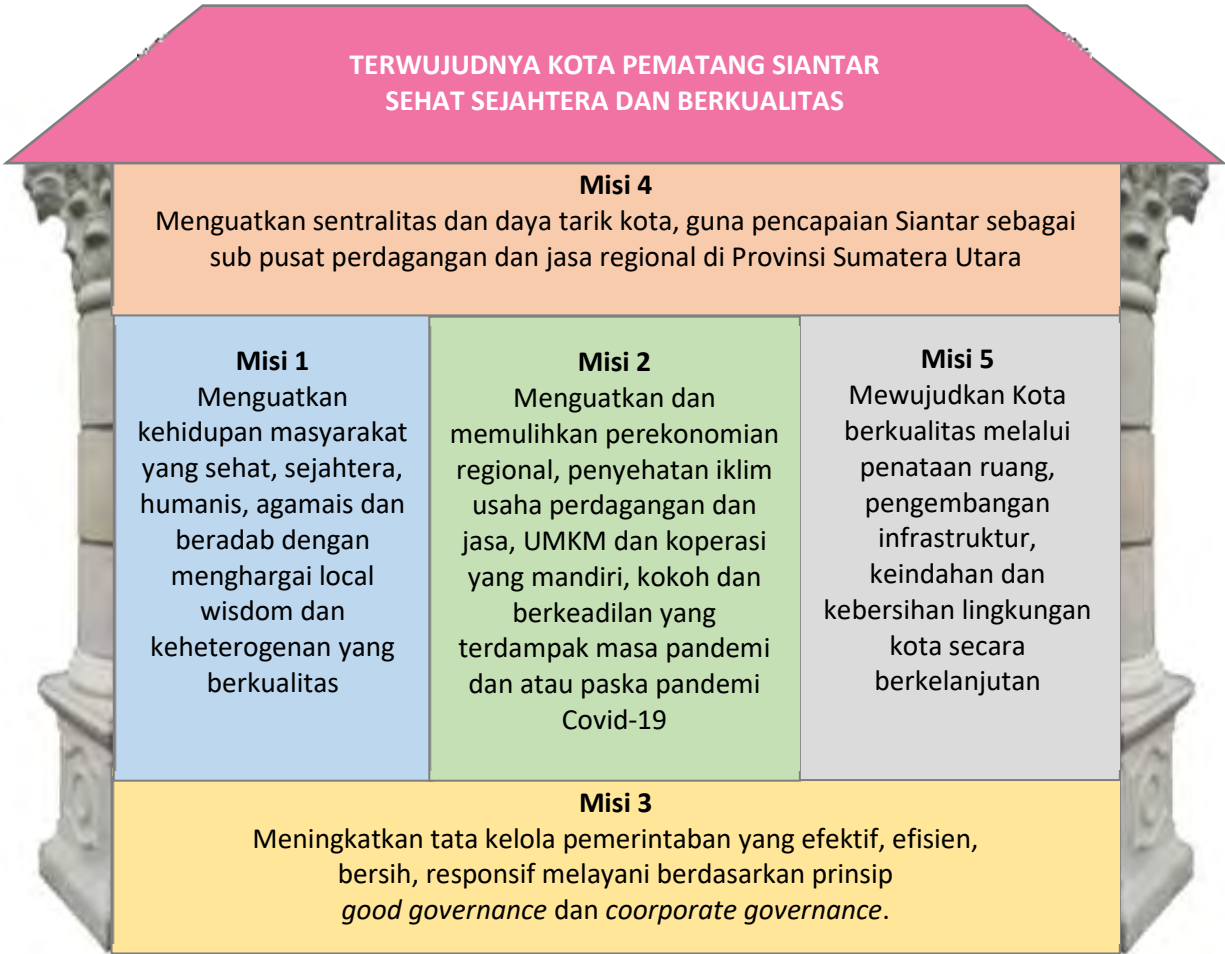 TERWUJUDNYA KOTA PEMATANG SIANTAR
SEHAT SEJAHTERA DAN BERKUALITAS
Misi 4
Menguatkan sentralitas dan daya tarik kota, guna pencapaian Siantar sebagai
sub pusat perdagangan dan jasa regional di Provinsi Sumatera Utara
Misi 1
Menguatkan
kehidupan masyarakat
yang sehat, sejahtera,
humanis, agamais dan
beradab dengan
menghargai local
wisdom dan
keheterogenan yang
berkualitas
Misi 2
Menguatkan dan
memulihkan perekonomian
regional, penyehatan iklim
usaha perdagangan dan
jasa, UMKM dan koperasi
yang mandiri, kokoh dan
berkeadilan yang
terdampak masa pandemi
dan atau paska pandemi
Covid-19
Misi 5
Mewujudkan Kota
berkualitas melalui
penataan ruang,
pengembangan
infrastruktur,
keindahan dan
kebersihan lingkungan
kota secara
berkelanjutan
Misi 3
Meningkatkan tata kelola pemerintaban yang efektif, efisien,
bersih, responsif melayani berdasarkan prinsip
good governance dan coorporate governance.